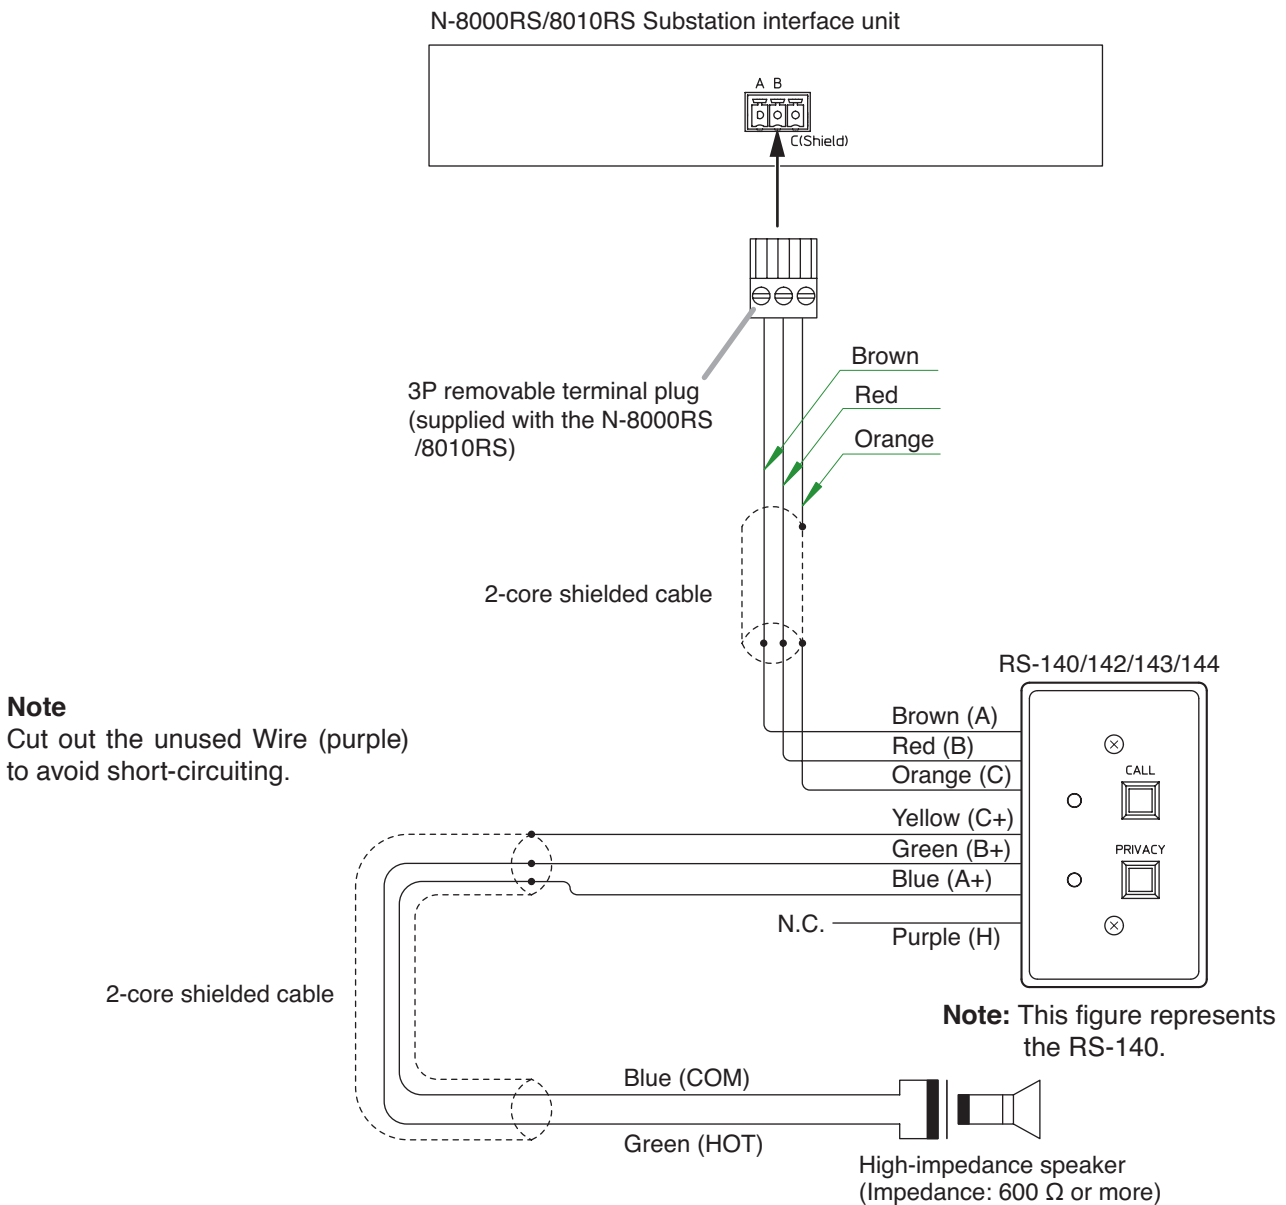 N-8000RS/8010RS Substation interface unit
A B
C(Shield)
Brown
3P removable terminal plug
(supplied with the N-8000RS
/8010RS)
Red
Orange
2-core shielded cable
RS-140/142/143/144
Note
Cut out the unused Wire (purple)
to avoid short-circuiting.
Brown (A)
Red (B)
Orange (C)
CALL
Yellow (C+)
Green (B+)
Blue (A+)
PRIVACY
N.C.
Purple (H)
2-core shielded cable
Note: This figure represents
the RS-140.
Blue (COM)
Green (HOT)
High-impedance speaker
(Impedance: 600 Ω or more)